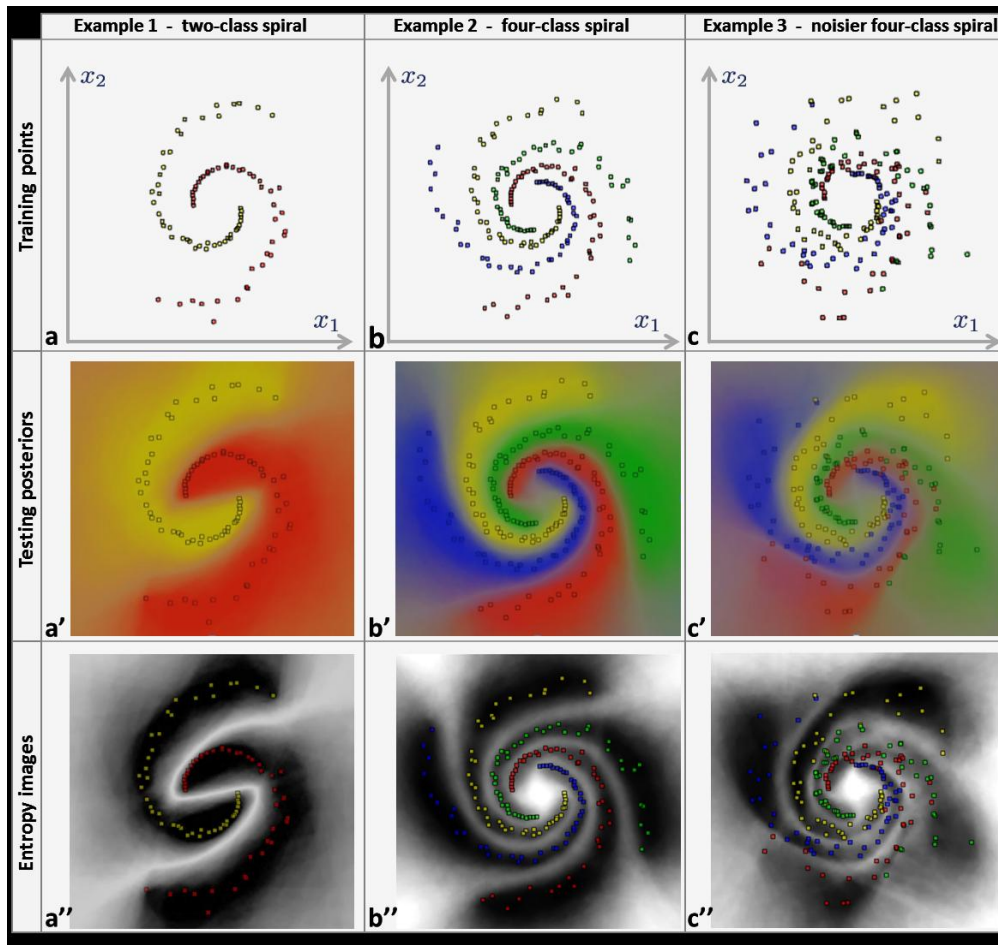 Example 1 - two-class spiral
Example 2 - four-class spiral
Example 3 - noisier four-class spiral
Training points
x2
x1
a
x2
x1
b
x2
x1
c
Testing posteriors
a'
b'
c'
Entropy images
a''
b''
c''